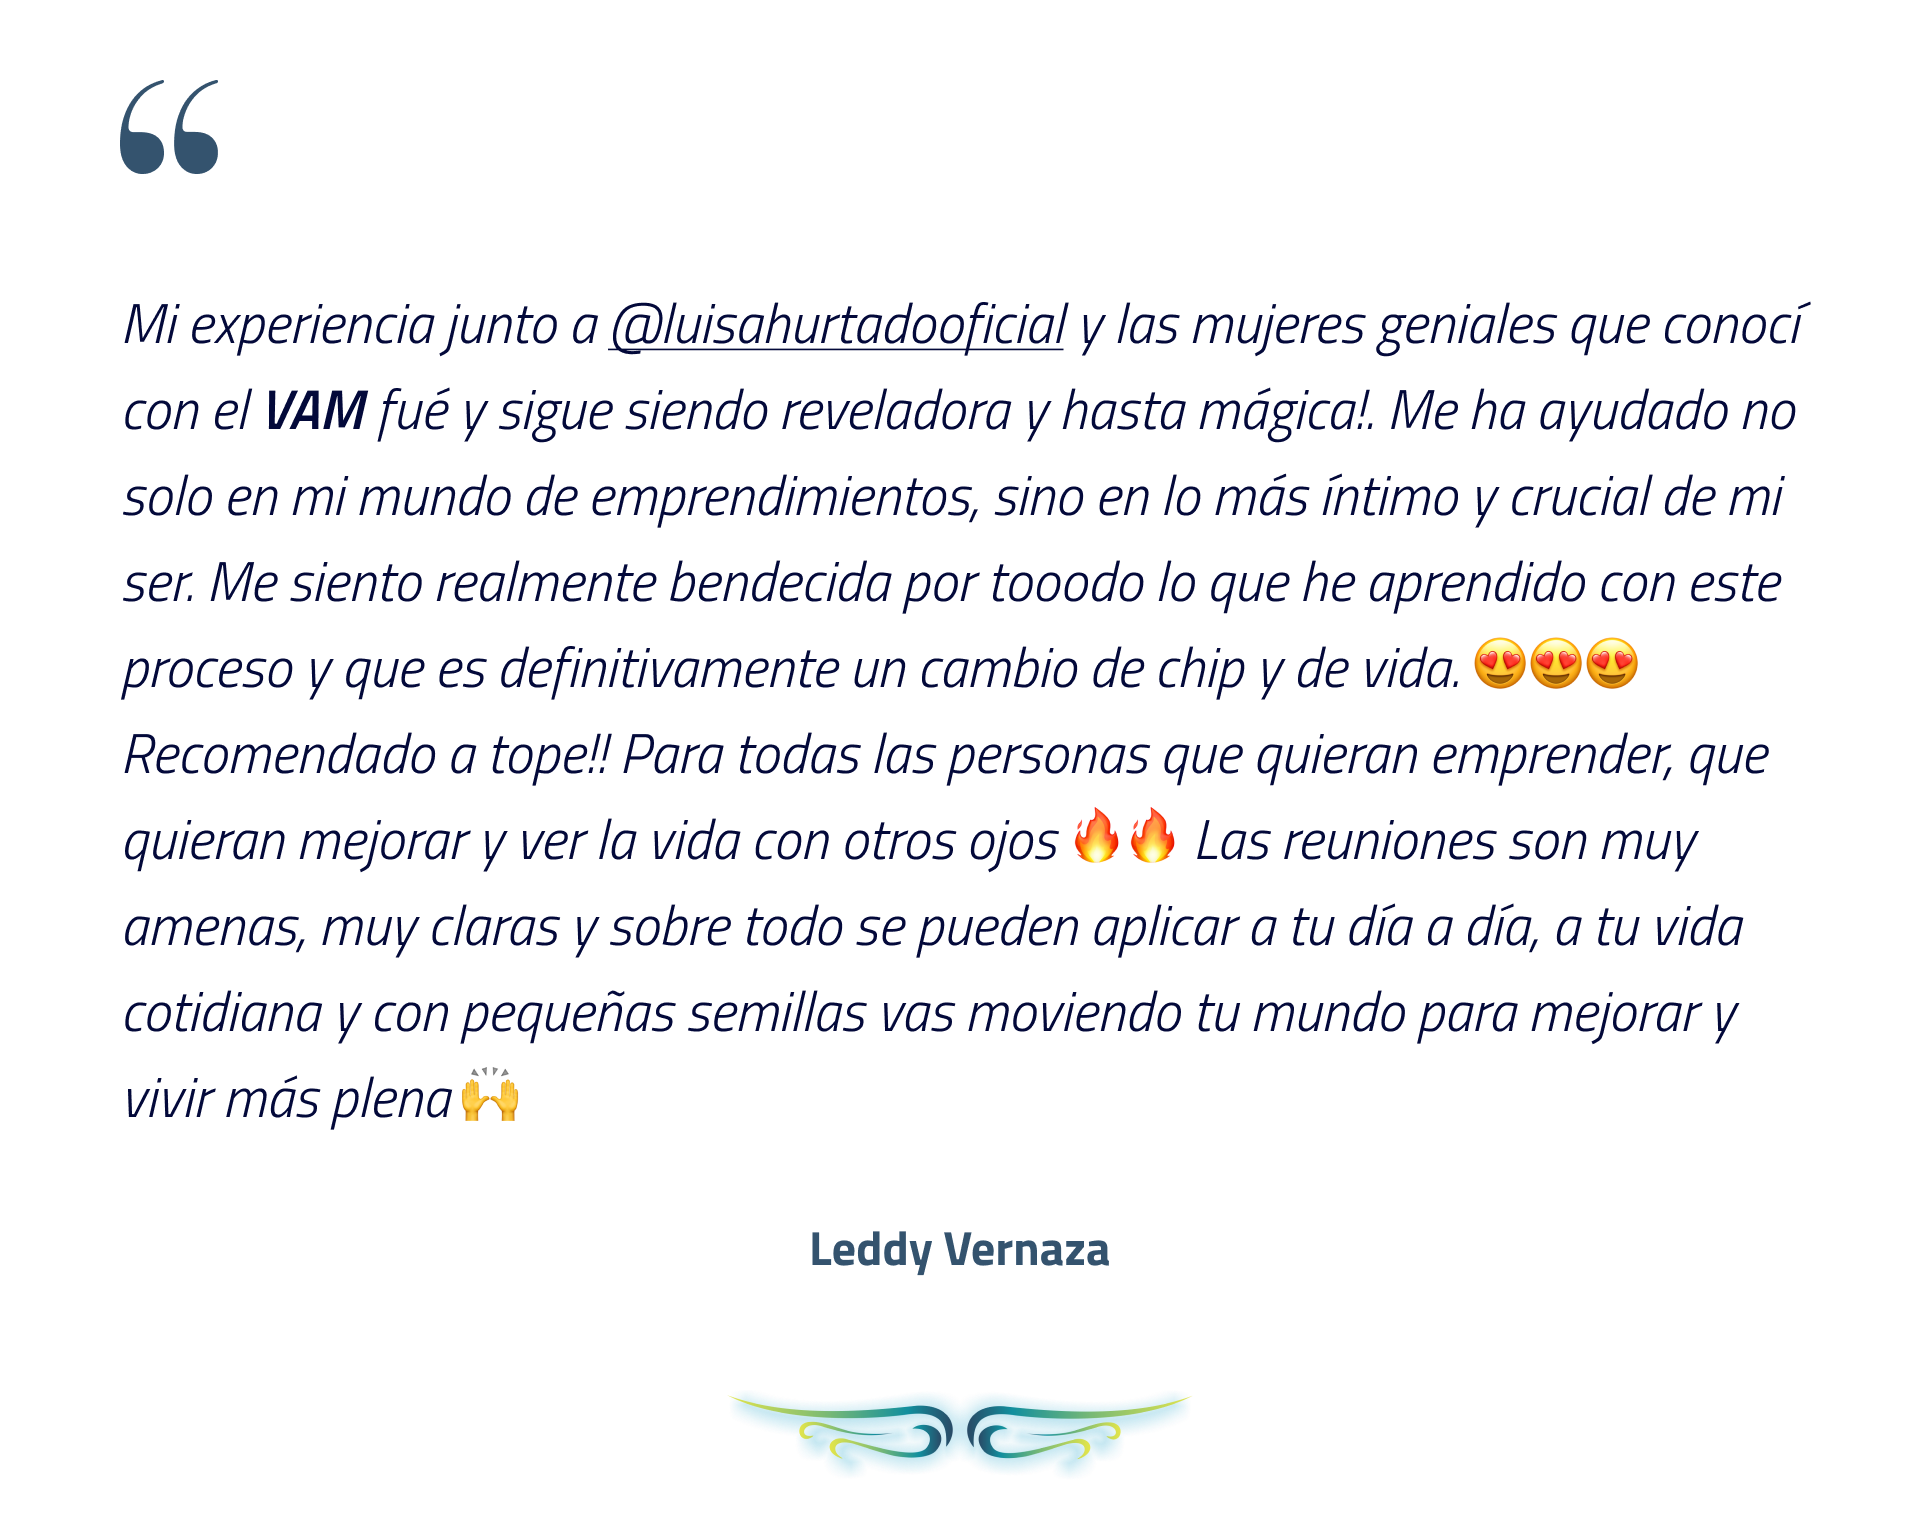 “
Mi experiencia junto a @luisahurtadooficial y las mujeres geniales que conocí
con el VAM fué y sigue siendo reveladora y hasta mágica!. Me ha ayudado no
solo en mi mundo de emprendimientos, sino en lo más íntimo y crucial de mi
ser. Me siento realmente bendecida por tooodo lo que he aprendido con este
proceso y que es definitivamente un cambio de chip y de vida. 😍😍😍
Recomendado a tope!! Para todas las personas que quieran emprender, que
quieran mejorar y ver la vida con otros ojos 🔥🔥 Las reuniones son muy
amenas, muy claras y sobre todo se pueden aplicar a tu día a día, a tu vida
cotidiana y con pequeñas semillas vas moviendo tu mundo para mejorar y
vivir más plena 🙌
Leddy Vernaza